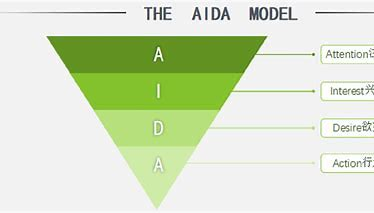 THE AIDA MODEL
A
Attention
I
Interest兴
D
Desire欲
A
Action行